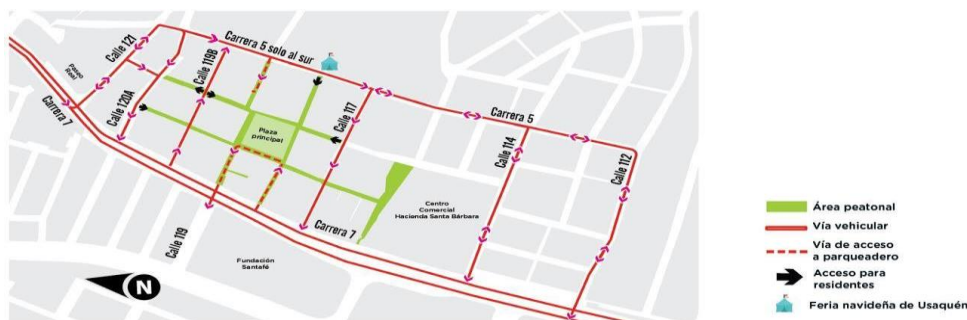 Carrera 5 solo al sur
Calle 121
Calle 119B
Paseo
Real
Carrera 7
Calle 120A
Plaza
principal
Calle 117
Carrera 5
Calle 114
Calle 112
Centro
Comercial
Hacienda Santa Bárbara
Carrera 7
Calle 119
Fundación
Santafé
N
Área peatonal
Vía vehicular
Vía de acceso
a parqueadero
Acceso para
residentes
Feria navideña de Usaquén